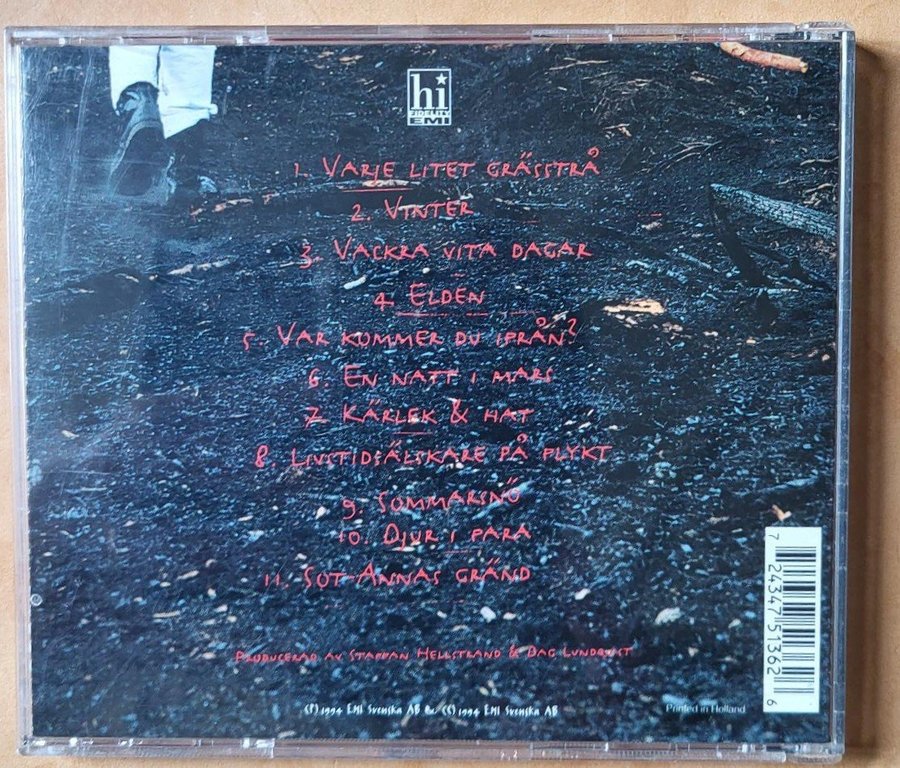 hi
FIDELITY
EMI
1. VARJE LITET GRÄSSTRÅ
2. VINTER
3. VACKRA VITA DAGAR
4. ELDEN
5. VAR KOMMER DU IFRÅN?
6. EN NATT I MARS
7. KÄRLEK & HAT
8. LIVSTIDSÄLSKARE PÅ FLYKT
9. SOMMARSNÖ
10. DJUR I PARA
11. SOT-ANNAS GRÄND
PRODUCERAD AV STAFFAN HELLSTRAND & DAG LUNDQUIST
(P) 1994 EMI SVENSKA AB &. (C) 1994 EMI SVENSKA AB
Printed in Holland
7 24347 51362 6